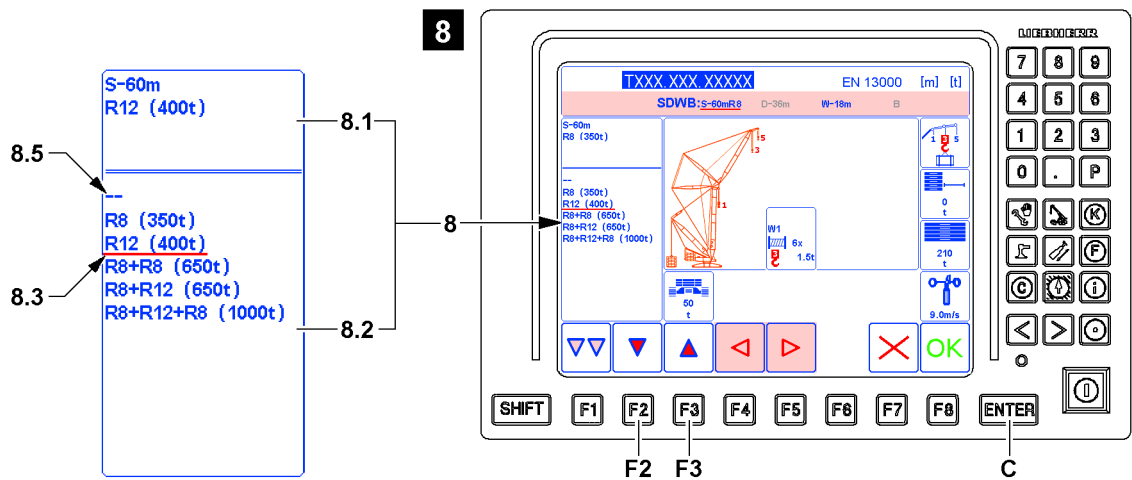 8
LIEBHERR
S-60m
R12 (400t)
8.1
8.5
--
R8 (350t)
R12 (400t)
R8+R8 (650t)
8.3
R8+R12 (650t)
R8+R12+R8 (1000t)
8.2
8
TXXX.XXX.XXXXX EN 13000 [m] [t]
SDWB:S-60mR8 D-36m W-18m B
S-60m
R8 (350t)
--
R8 (350t)
R12 (400t)
R8+R8 (650t)
R8+R12 (650t)
R8+R12+R8 (1000t)
5
3
1
W1
6x
3
1.5t
50
t
1 3 5
0
t
210
t
9.0m/s
OK
7 8 9
4 5 6
1 2 3
0 . P
K
F
C i
< >
SHIFT F1 F2 F3 F4 F5 F6 F7 F8 ENTER
F2 F3 C